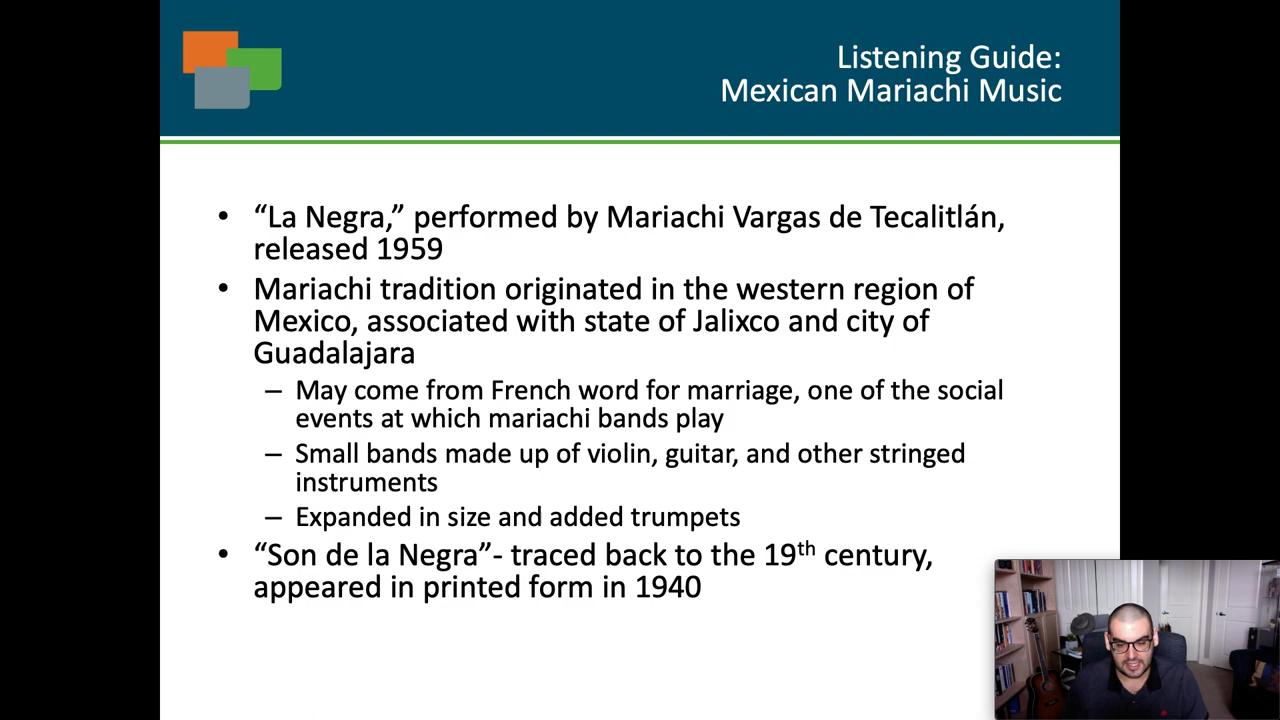 Listening Guide:
Mexican Mariachi Music
• “La Negra,” performed by Mariachi Vargas de Tecalitlán,
released 1959
• Mariachi tradition originated in the western region of
Mexico, associated with state of Jalixco and city of
Guadalajara
– May come from French word for marriage, one of the social
events at which mariachi bands play
– Small bands made up of violin, guitar, and other stringed
instruments
– Expanded in size and added trumpets
• “Son de la Negra”- traced back to the 19th century,
appeared in printed form in 1940